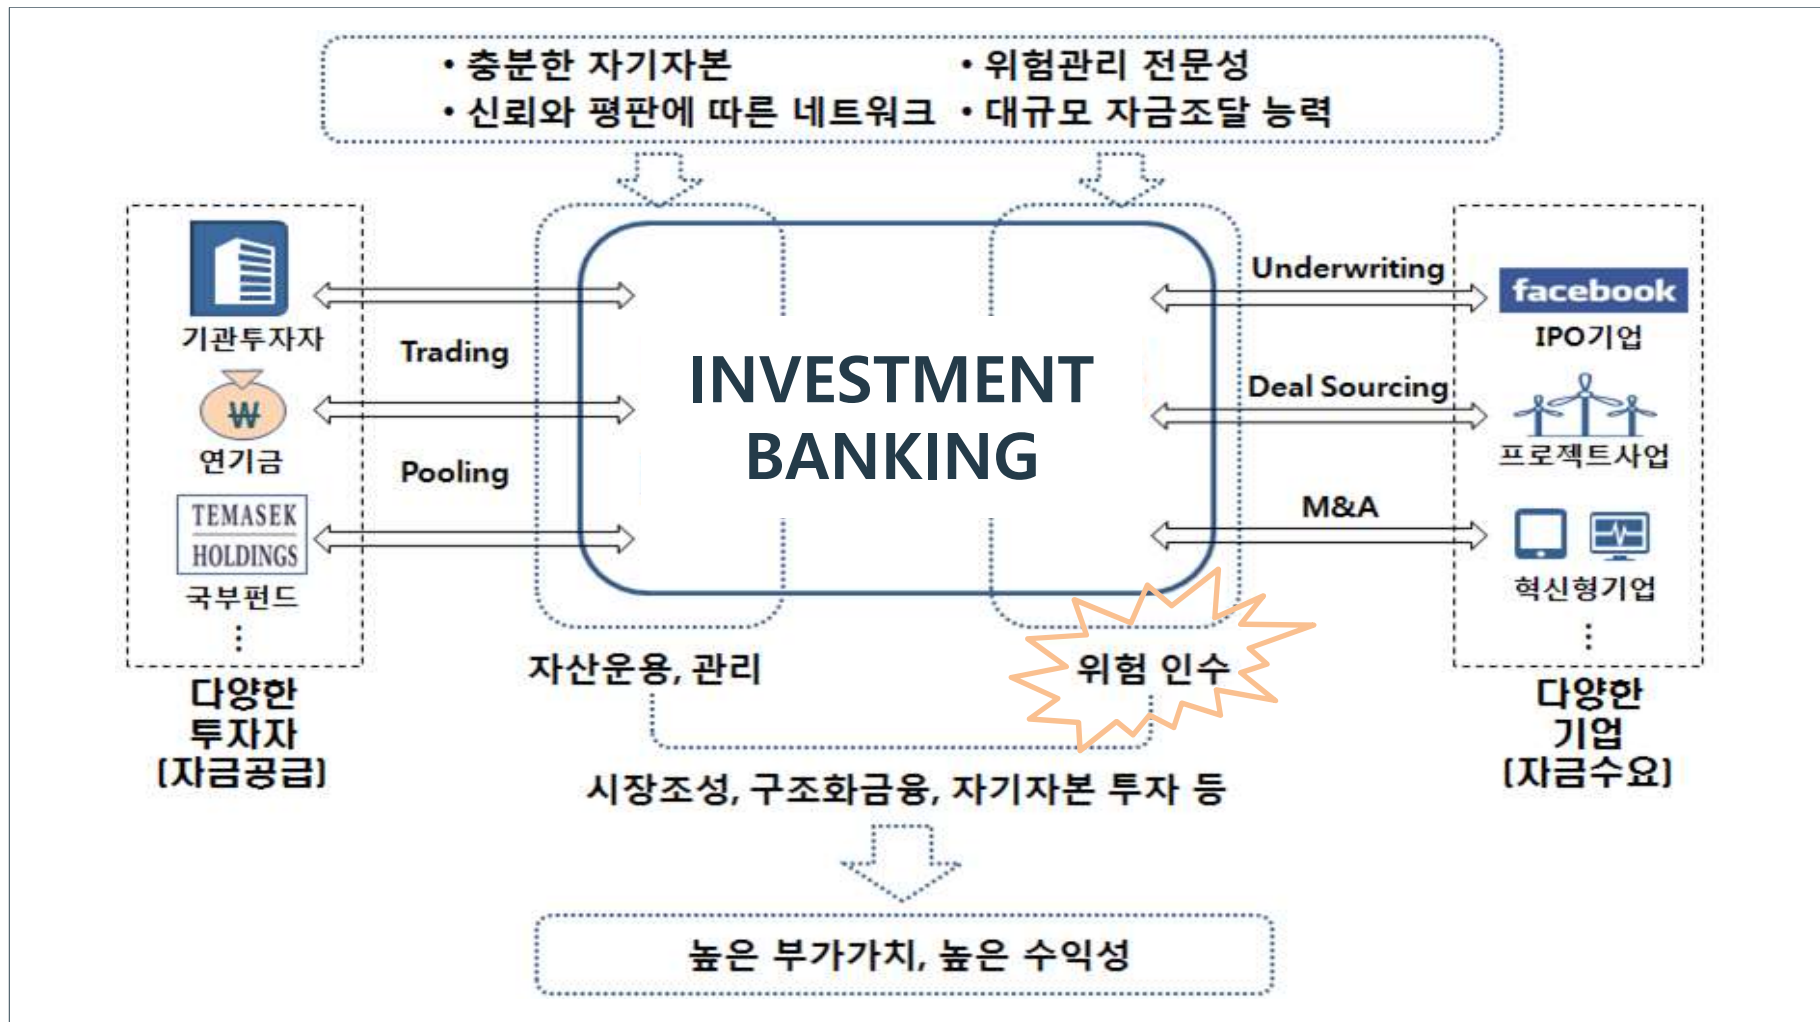 • 충분한 자기자본
• 위험관리 전문성
• 신뢰와 평판에 따른 네트워크
• 대규모 자금조달 능력
기관투자자
₩
연기금
TEMASEK
HOLDINGS
국부펀드
⋮
다양한
투자자
(자금공급)
Trading
Pooling
INVESTMENT
BANKING
Underwriting
Deal Sourcing
M&A
facebook
IPO기업
프로젝트사업
혁신형기업
⋮
다양한
기업
(자금수요)
자산운용, 관리
위험 인수
시장조성, 구조화금융, 자기자본 투자 등
높은 부가가치, 높은 수익성